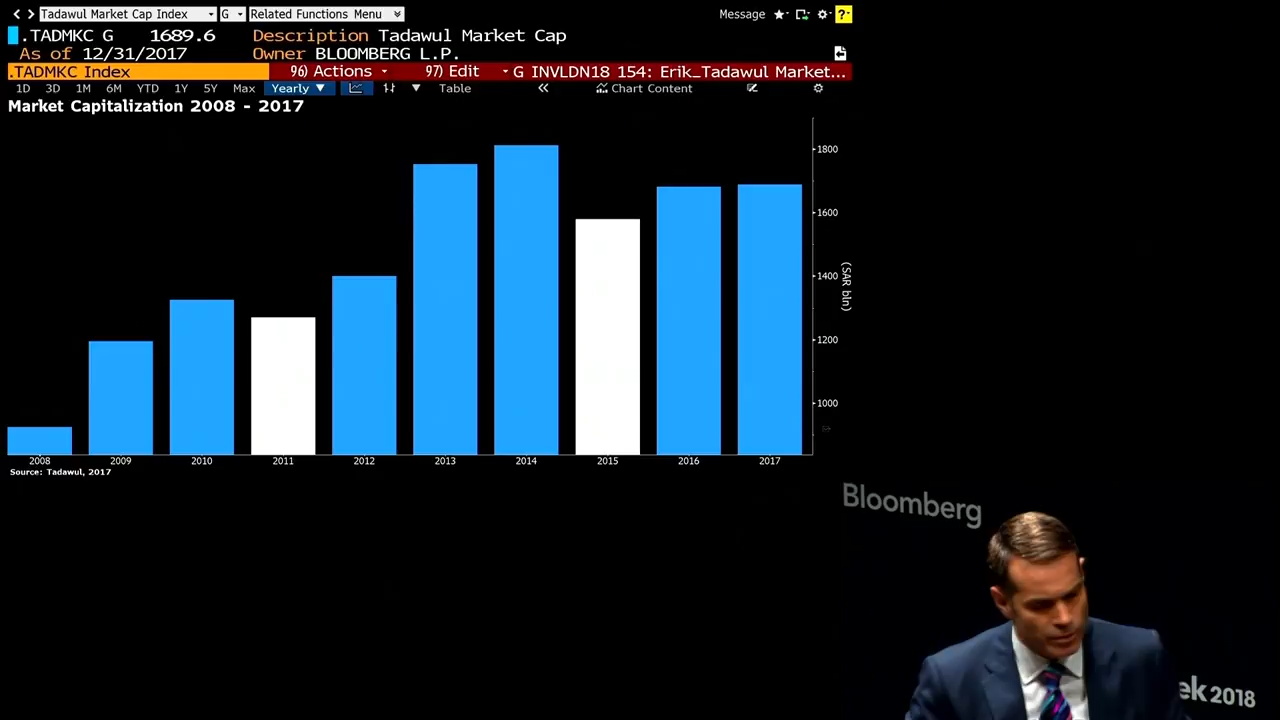 Tadawul Market Cap Index G Related Functions Menu Message
.TADMKC G 1689.6 Description Tadawul Market Cap
As of 12/31/2017 Owner BLOOMBERG L.P.
.TADMKC Index 96) Actions 97) Edit G INVLDN18 154: Erik_Tadawul Market...
1D 3D 1M 6M YTD 1Y 5Y Max Yearly Table Chart Content
Market Capitalization 2008 - 2017
1800
1600
1400
(SAR bln)
1200
1000
2008 2009 2010 2011 2012 2013 2014 2015 2016 2017
Source: Tadawul, 2017
Bloomberg
ek 2018